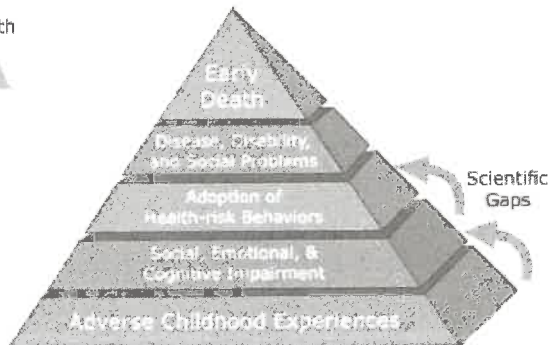 th
Early
Death
Disease, Disability,
and Social Problems
Scientific
Gaps
Adoption of
Health-risk Behaviors
Social, Emotional, &
Cognitive Impairment
Adverse Childhood Experiences